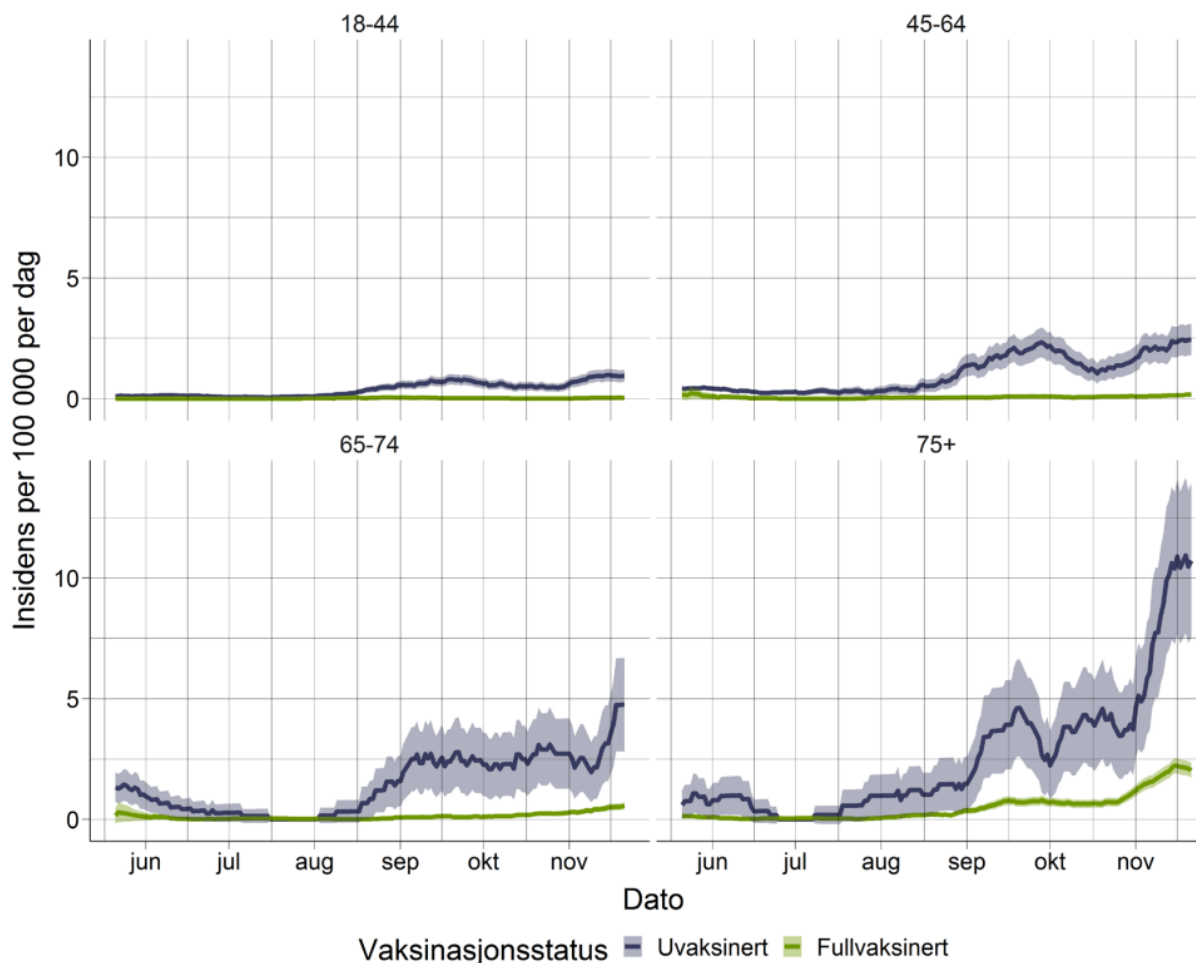 18-44
45-64
Insidens per 100 000 per dag
10
5
0
65-74
75+
10
5
0
jun jul aug sep okt nov
jun jul aug sep okt nov
Dato
Vaksinasjonsstatus Uvaksinert Fullvaksinert